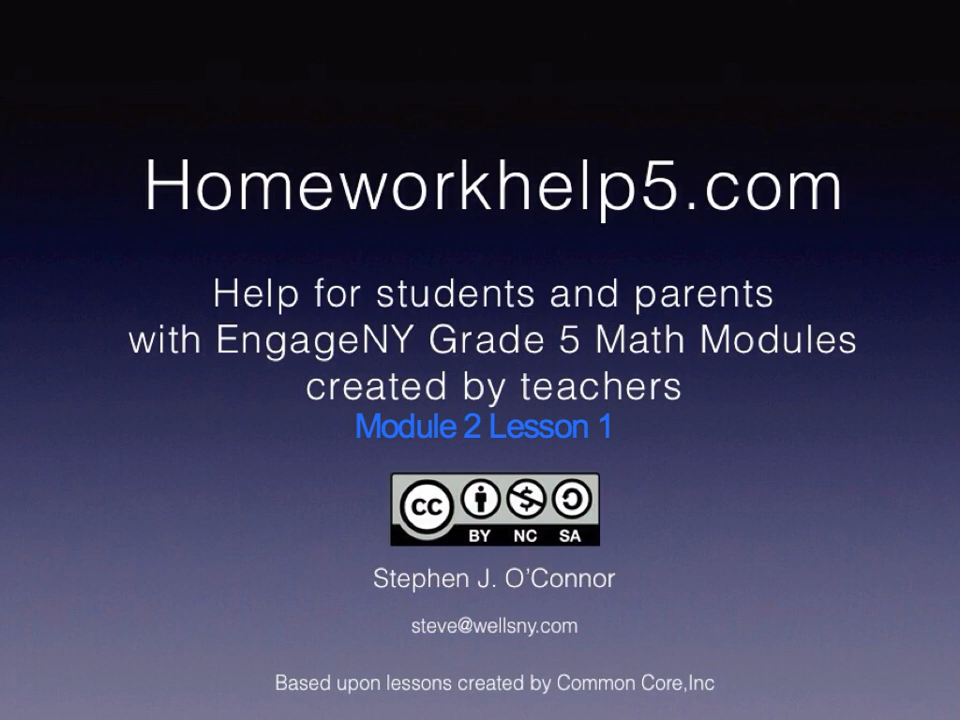 Homeworkhelp5.com
Help for students and parents
with EngageNY Grade 5 Math Modules
created by teachers
Module 2 Lesson 1
cc
BY NC SA
Stephen J. O'Connor
steve@wellsny.com
Based upon lessons created by Common Core,Inc